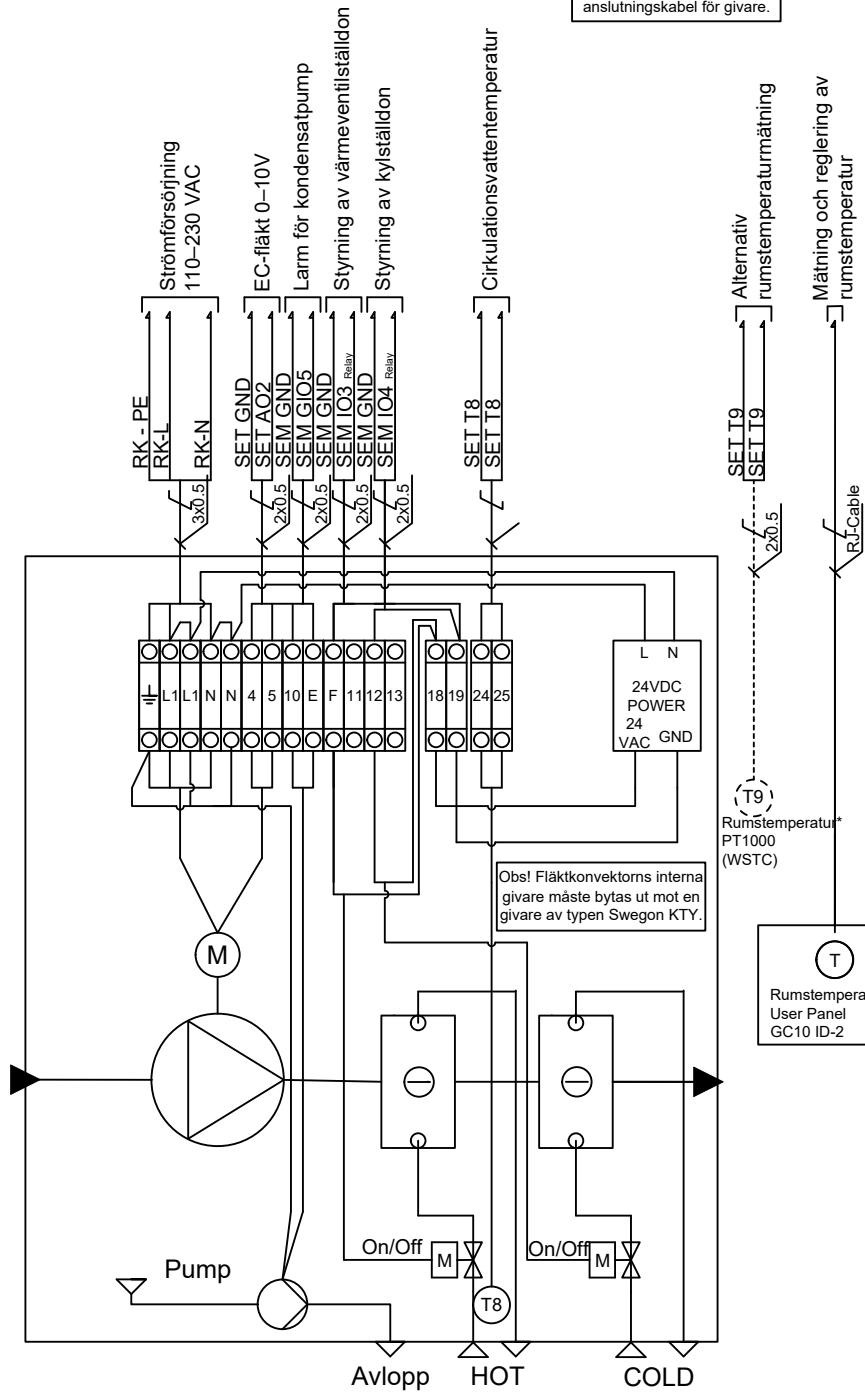 anslutningskabel för givare.
Strömförsörjning
110–230 VAC
EC-fläkt 0–10V
Larm för kondensatpump
Styrning av värmeventilställdon
Styrning av kylställdon
Cirkulationsvattentemperatur
Alternativ
rumstemperaturmätning
Mätning och reglering av
rumstemperatur
RK - PE
RK-L
RK-N
SET GND
SET AO2
SEM GND
SEM GIO5
SEM GND
SEM IO3 Relay
SEM GND
SEM IO4 Relay
SET T8
SET T8
SET T9
SET T9
3x0.5
2x0.5
2x0.5
2x0.5
2x0.5
2x0.5
RJ-Cable
L1 L1 N N 4 5 10 E F 11 12 13 18 19 24 25
L N
24VDC
POWER
24
VAC GND
T9
Rumstemperatur*
PT1000
(WSTC)
Obs! Fläktkonvektorns interna
givare måste bytas ut mot en
givare av typen Swegon KTY.
M
T
Rumstempera
User Panel
GC10 ID-2
On/Off
M
On/Off
M
Pump
T8
Avlopp
HOT
COLD